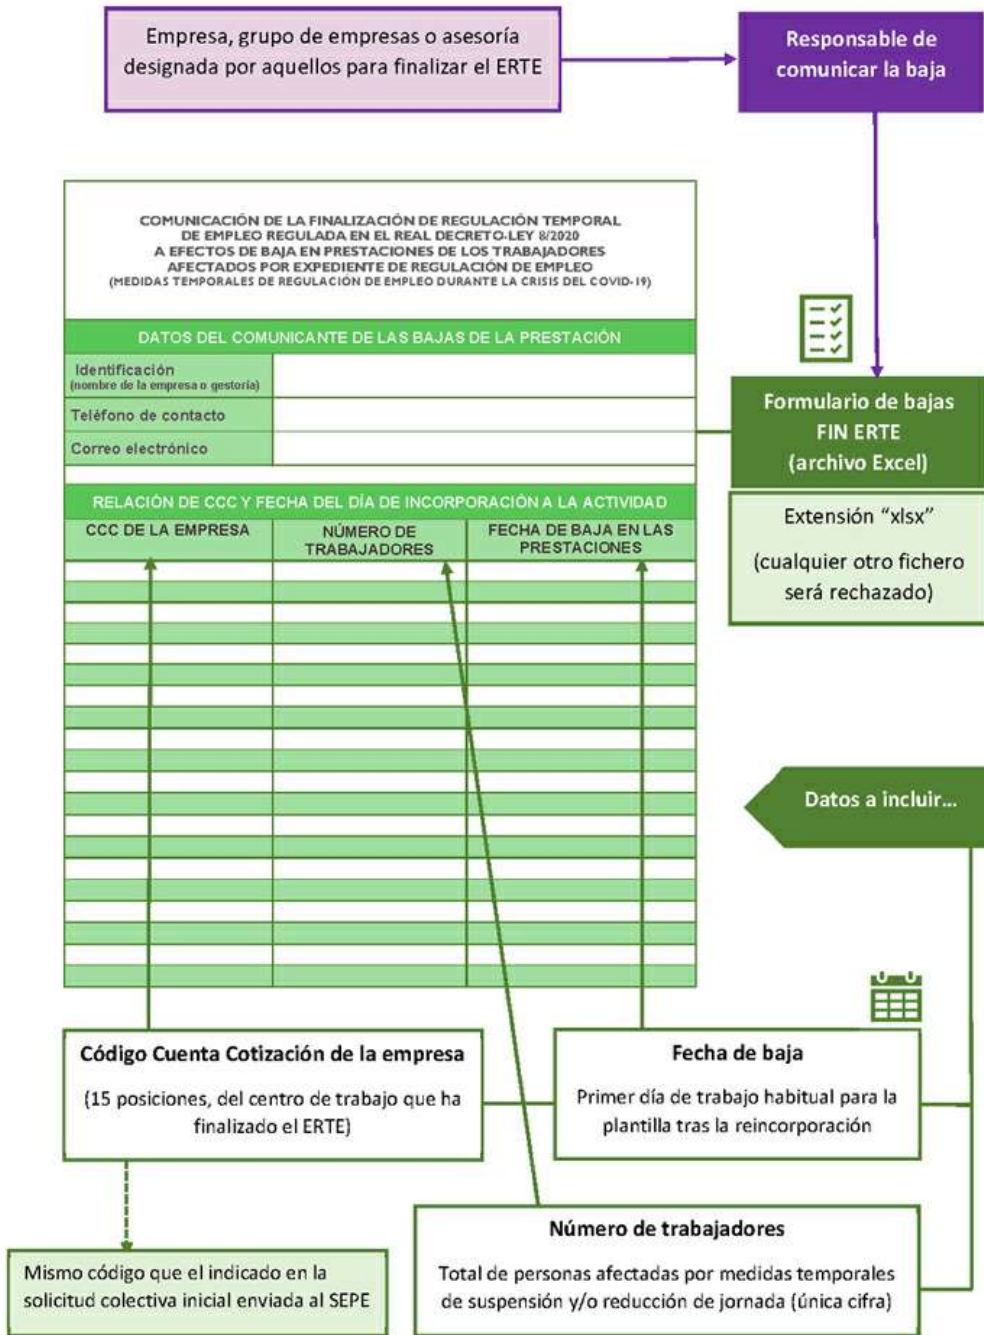 Empresa, grupo de empresas o asesoría
designada por aquellos para finalizar el ERTE
Responsable de
comunicar la baja
COMUNICACIÓN DE LA FINALIZACIÓN DE REGULACIÓN TEMPORAL
DE EMPLEO REGULADA EN EL REAL DECRETO-LEY 8/2020
A EFECTOS DE BAJA EN PRESTACIONES DE LOS TRABAJADORES
AFECTADOS POR EXPEDIENTE DE REGULACIÓN DE EMPLEO
(MEDIDAS TEMPORALES DE REGULACIÓN DE EMPLEO DURANTE LA CRISIS DEL COVID-19)
DATOS DEL COMUNICANTE DE LAS BAJAS DE LA PRESTACIÓN
Identificación
(nombre de la empresa o gestoría)
Teléfono de contacto
Correo electrónico
Formulario de bajas
FIN ERTE
(archivo Excel)
Extensión “xlsx”
(cualquier otro fichero
será rechazado)
RELACIÓN DE CCC Y FECHA DEL DÍA DE INCORPORACIÓN A LA ACTIVIDAD
CCC DE LA EMPRESA
NÚMERO DE
TRABAJADORES
FECHA DE BAJA EN LAS
PRESTACIONES
Datos a incluir...
Código Cuenta Cotización de la empresa
(15 posiciones, del centro de trabajo que ha
finalizado el ERTE)
Fecha de baja
Primer día de trabajo habitual para la
plantilla tras la reincorporación
Número de trabajadores
Total de personas afectadas por medidas temporales
de suspensión y/o reducción de jornada (única cifra)
Mismo código que el indicado en la
solicitud colectiva inicial enviada al SEPE